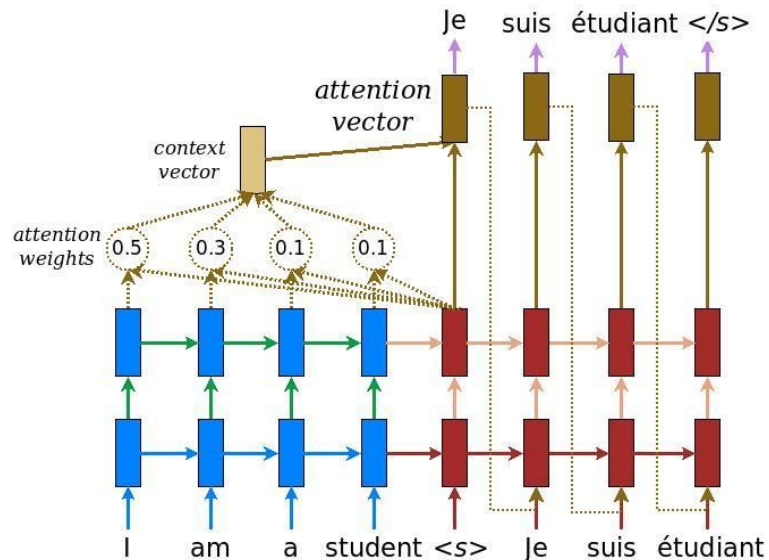 Je suis étudiant </s>
attention
vector
context
vector
attention
weights
0.5 0.3 0.1 0.1
I am a student <s> Je suis étudiant